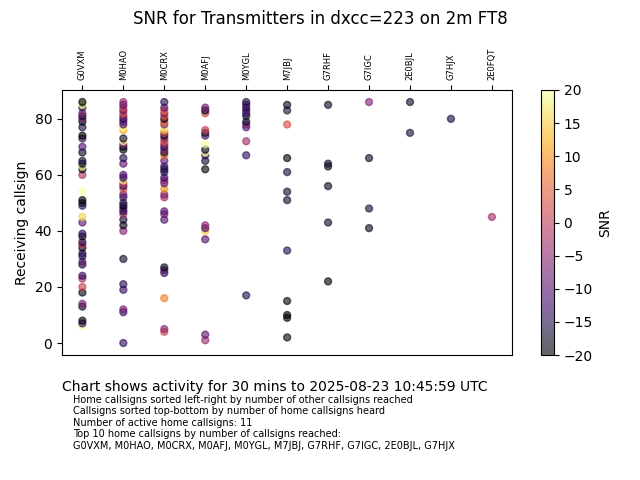 SNR for Transmitters in dxcc=223 on 2m FT8
G0VXM M0HAO M0CRX M0AFJ M0YGL M7JBJ G7RHF G7IGC 2E0BJL G7HJX 2E0FQT
80
60
40
20
0
Receiving callsign
20
15
10
5
0
−5
−10
−15
−20
SNR
Chart shows activity for 30 mins to 2025-08-23 10:45:59 UTC
Home callsigns sorted left-right by number of other callsigns reached
Callsigns sorted top-bottom by number of home callsigns heard
Number of active home callsigns: 11
Top 10 home callsigns by number of callsigns reached:
G0VXM, M0HAO, M0CRX, M0AFJ, M0YGL, M7JBJ, G7RHF, G7IGC, 2E0BJL, G7HJX